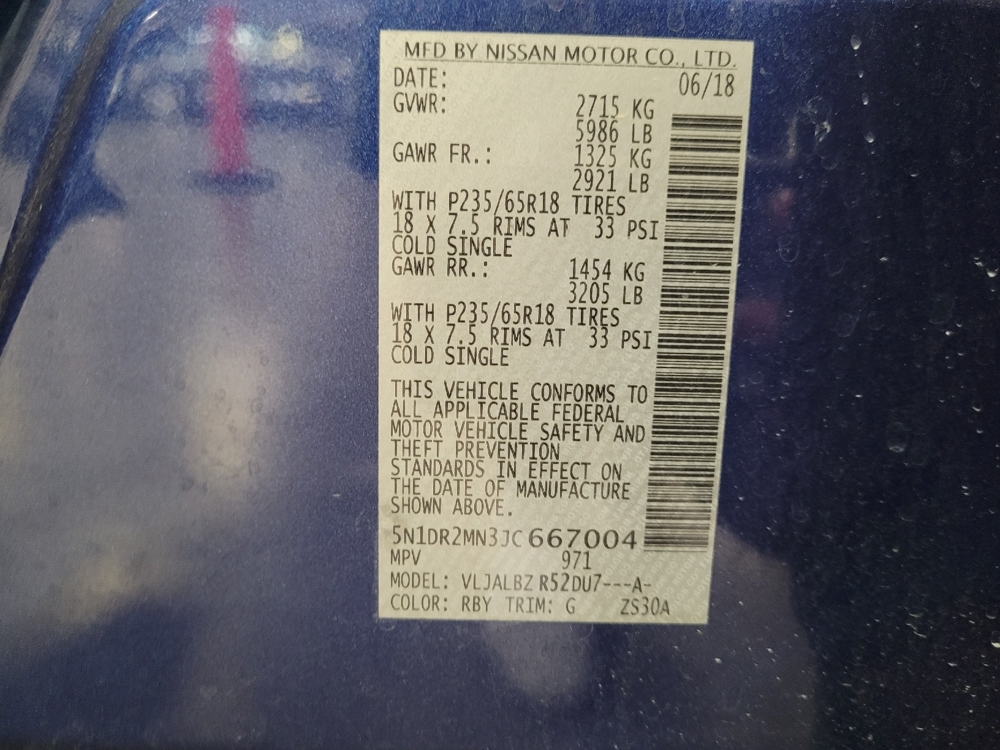 MFD BY NISSAN MOTOR CO., LTD.
DATE: 06/18
GVWR: 2715 KG
5986 LB
GAWR FR.: 1325 KG
2921 LB
WITH P235/65R18 TIRES
18 X 7.5 RIMS AT 33 PSI
COLD SINGLE
GAWR RR.: 1454 KG
3205 LB
WITH P235/65R18 TIRES
18 X 7.5 RIMS AT 33 PSI
COLD SINGLE
THIS VEHICLE CONFORMS TO
ALL APPLICABLE FEDERAL
MOTOR VEHICLE SAFETY AND
THEFT PREVENTION
STANDARDS IN EFFECT ON
THE DATE OF MANUFACTURE
SHOWN ABOVE.
5N1DR2MN3JC667004
MPV 971
MODEL: VLJALBZ R52DU7---A-
COLOR: RBY TRIM: G ZS30A